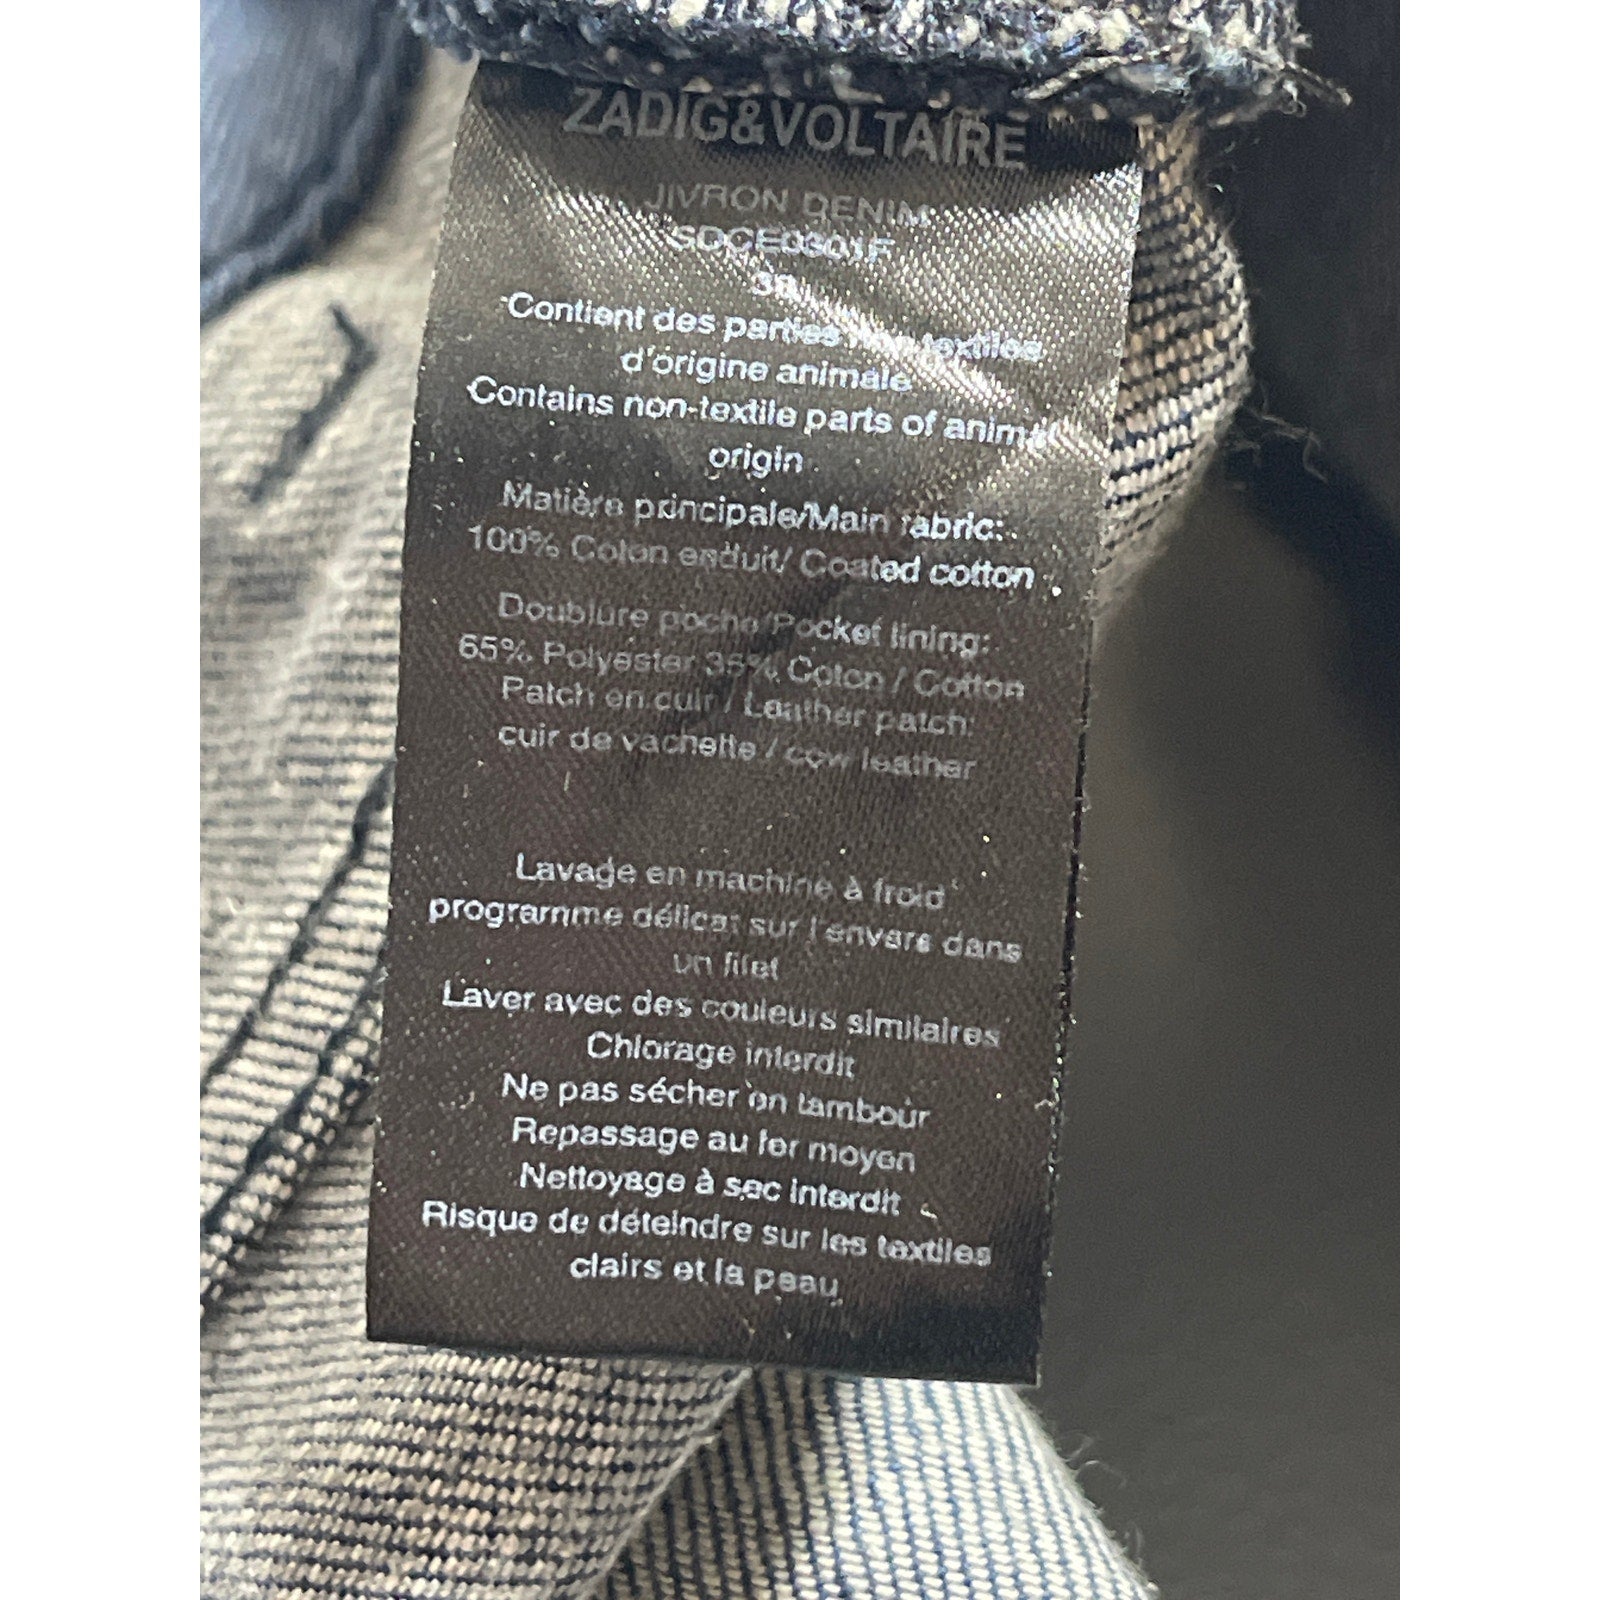 ZADIG&VOLTAIRE
JIVRON DENIM
Contient des parties non textiles
d'origine animale
Contains non-textile parts of animal
origin
Matière principale/Main fabric:
100% Coton enduit/ Coated cotton
Doublure poche/Pocket lining:
65% Polyester 35% Coton / Cotton
Patch en cuir / Leather patch:
cuir de vachette / cow leather
Lavage en machine à froid
programme délicat sur l'envers dans
un filet
Laver avec des couleurs similaires
Chlorage interdit
Ne pas sécher en tambour
Repassage au fer moyen
Nettoyage à sec interdit
Risque de déteindre sur les textiles
clairs et la peau